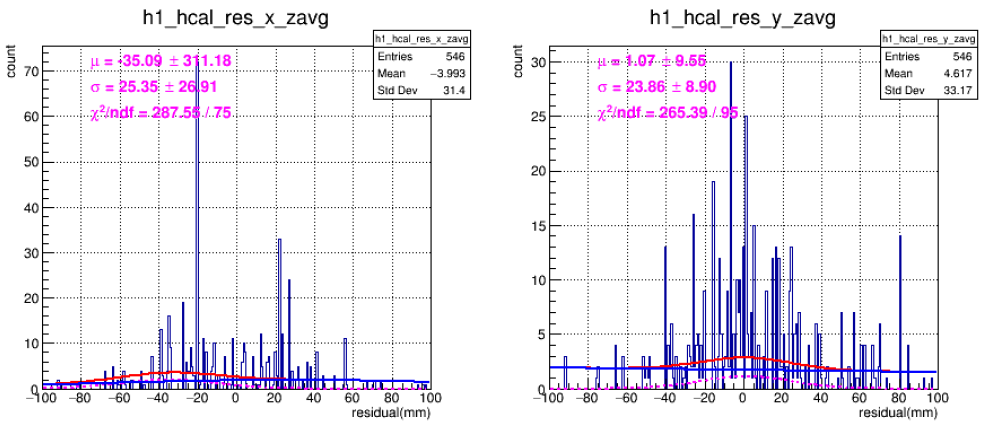 h1_hcal_res_x_zavg
h1_hcal_res_x_zavg
Entries 546
Mean −3.993
Std Dev 31.4
μ = -35.09 ± 311.18
σ = 25.35 ± 26.91
χ²/ndf = 287.55 / 75
count
70
60
50
40
30
20
10
0
−100 −80 −60 −40 −20 0 20 40 60 80 100
residual(mm)
h1_hcal_res_y_zavg
h1_hcal_res_y_zavg
Entries 546
Mean 4.617
Std Dev 33.17
μ = 1.07 ± 9.55
σ = 23.86 ± 8.90
χ²/ndf = 265.39 / 95
count
30
25
20
15
10
5
0
−100 −80 −60 −40 −20 0 20 40 60 80 100
residual(mm)